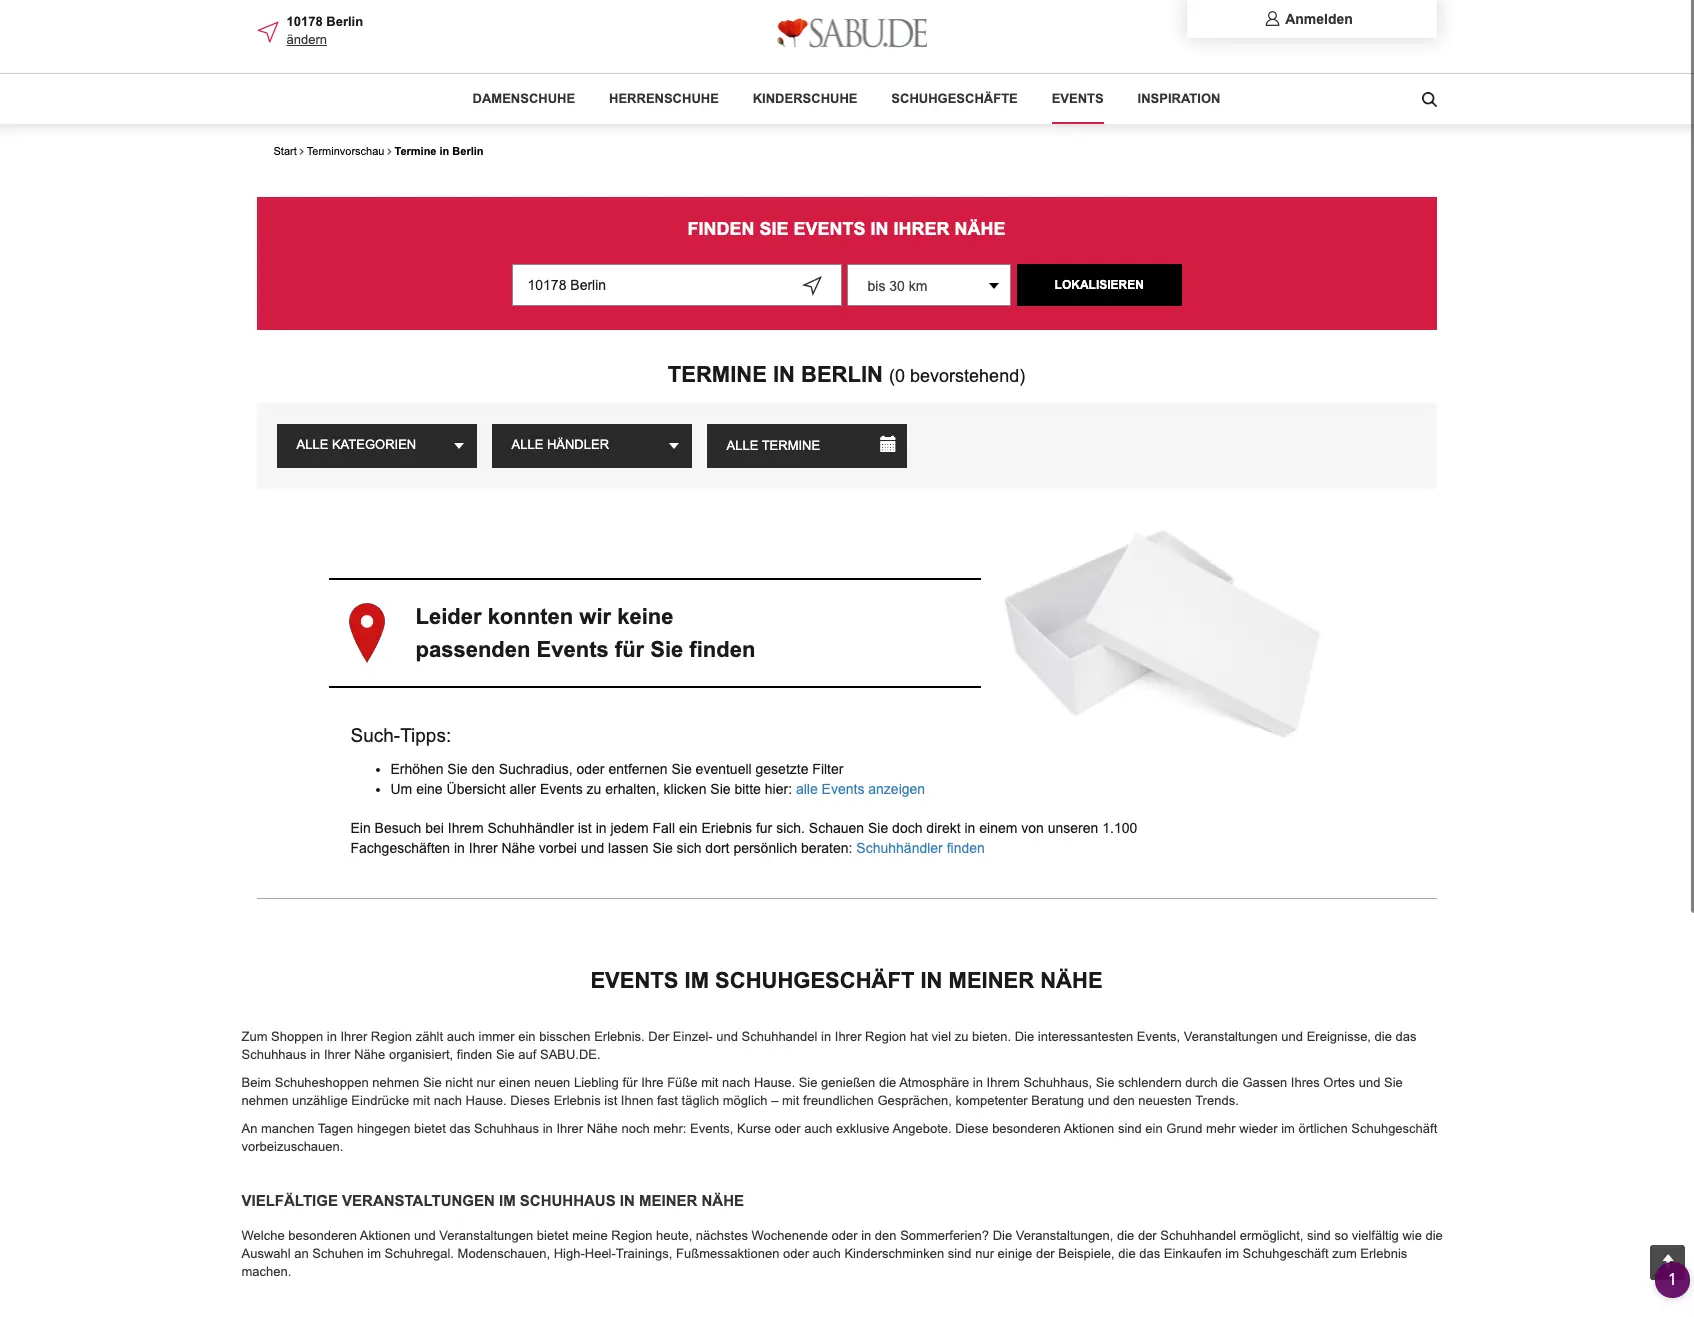 10178 Berlin
ändern
SABU.DE
Anmelden
DAMENSCHUHE HERRENSCHUHE KINDERSCHUHE SCHUHGESCHÄFTE EVENTS INSPIRATION
Start › Terminvorschau › Termine in Berlin
FINDEN SIE EVENTS IN IHRER NÄHE
10178 Berlin bis 30 km LOKALISIEREN
TERMINE IN BERLIN (0 bevorstehend)
ALLE KATEGORIEN ALLE HÄNDLER ALLE TERMINE
Leider konnten wir keine
passenden Events für Sie finden
Such-Tipps:
• Erhöhen Sie den Suchradius, oder entfernen Sie eventuell gesetzte Filter
• Um eine Übersicht aller Events zu erhalten, klicken Sie bitte hier: alle Events anzeigen
Ein Besuch bei Ihrem Schuhhändler ist in jedem Fall ein Eriebnis fur sich. Schauen Sie doch direkt in einem von unseren 1.100
Fachgeschäften in Ihrer Nähe vorbei und lassen Sie sich dort persönlich beraten: Schuhhändler finden
EVENTS IM SCHUHGESCHÄFT IN MEINER NÄHE
Zum Shoppen in Ihrer Region zählt auch immer ein bisschen Erlebnis. Der Einzel- und Schuhhandel in Ihrer Region hat viel zu bieten. Die interessantesten Events, Veranstaltungen und Ereignisse, die das
Schuhhaus in Ihrer Nähe organisiert, finden Sie auf SABU.DE.
Beim Schuheshoppen nehmen Sie nicht nur einen neuen Liebling für Ihre Füße mit nach Hause. Sie genießen die Atmosphäre in Ihrem Schuhhaus, Sie schlendern durch die Gassen Ihres Ortes und Sie
nehmen unzählige Eindrücke mit nach Hause. Dieses Erlebnis ist Ihnen fast täglich möglich – mit freundlichen Gesprächen, kompetenter Beratung und den neuesten Trends.
An manchen Tagen hingegen bietet das Schuhhaus in Ihrer Nähe noch mehr: Events, Kurse oder auch exklusive Angebote. Diese besonderen Aktionen sind ein Grund mehr wieder im örtlichen Schuhgeschäft
vorbeizuschauen.
VIELFÄLTIGE VERANSTALTUNGEN IM SCHUHHAUS IN MEINER NÄHE
Welche besonderen Aktionen und Veranstaltungen bietet meine Region heute, nächstes Wochenende oder in den Sommerferien? Die Veranstaltungen, die der Schuhhandel ermöglicht, sind so vielfältig wie die
Auswahl an Schuhen im Schuhregal. Modenschauen, High-Heel-Trainings, Fußmessaktionen oder auch Kinderschminken sind nur einige der Beispiele, die das Einkaufen im Schuhgeschäft zum Erlebnis
machen.
1